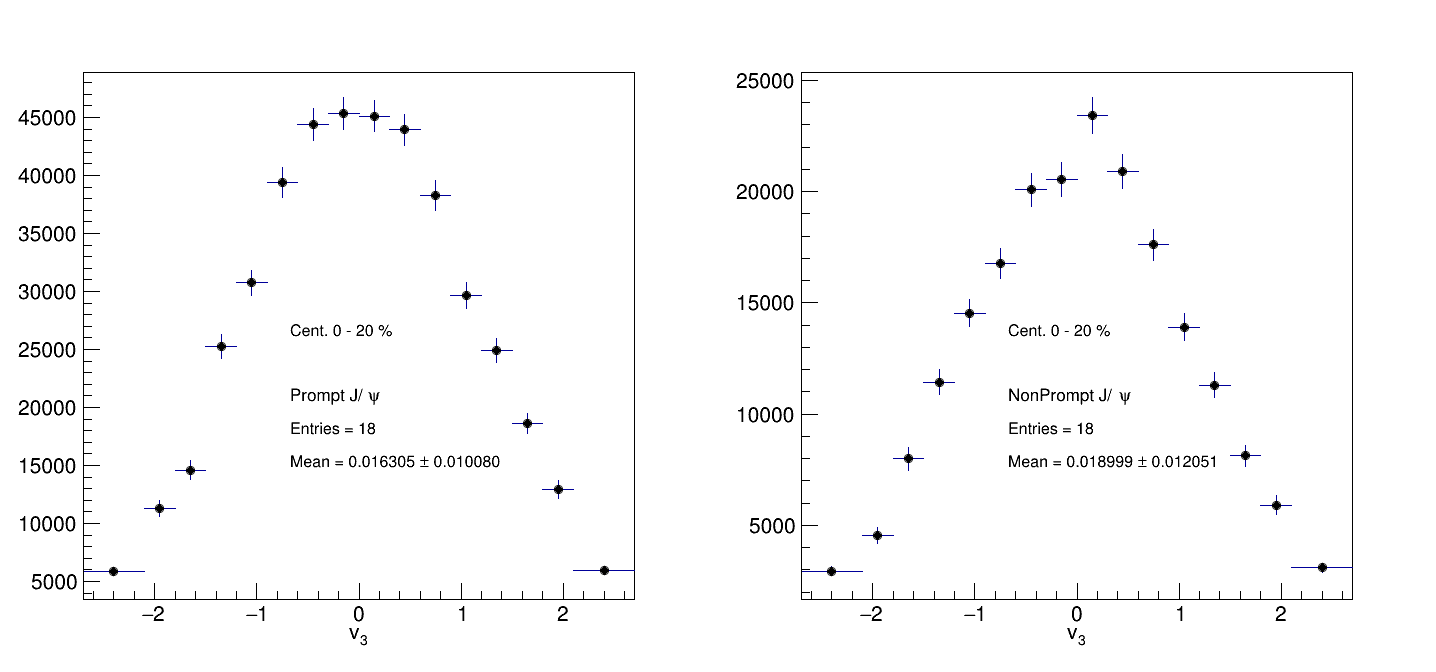 45000
40000
35000
30000
25000
20000
15000
10000
5000
−2
−1
0
1
2
v3
Cent. 0 - 20 %
Prompt J/ ψ
Entries = 18
Mean = 0.016305 ± 0.010080
25000
20000
15000
10000
5000
−2
−1
0
1
2
v3
Cent. 0 - 20 %
NonPrompt J/ ψ
Entries = 18
Mean = 0.018999 ± 0.012051